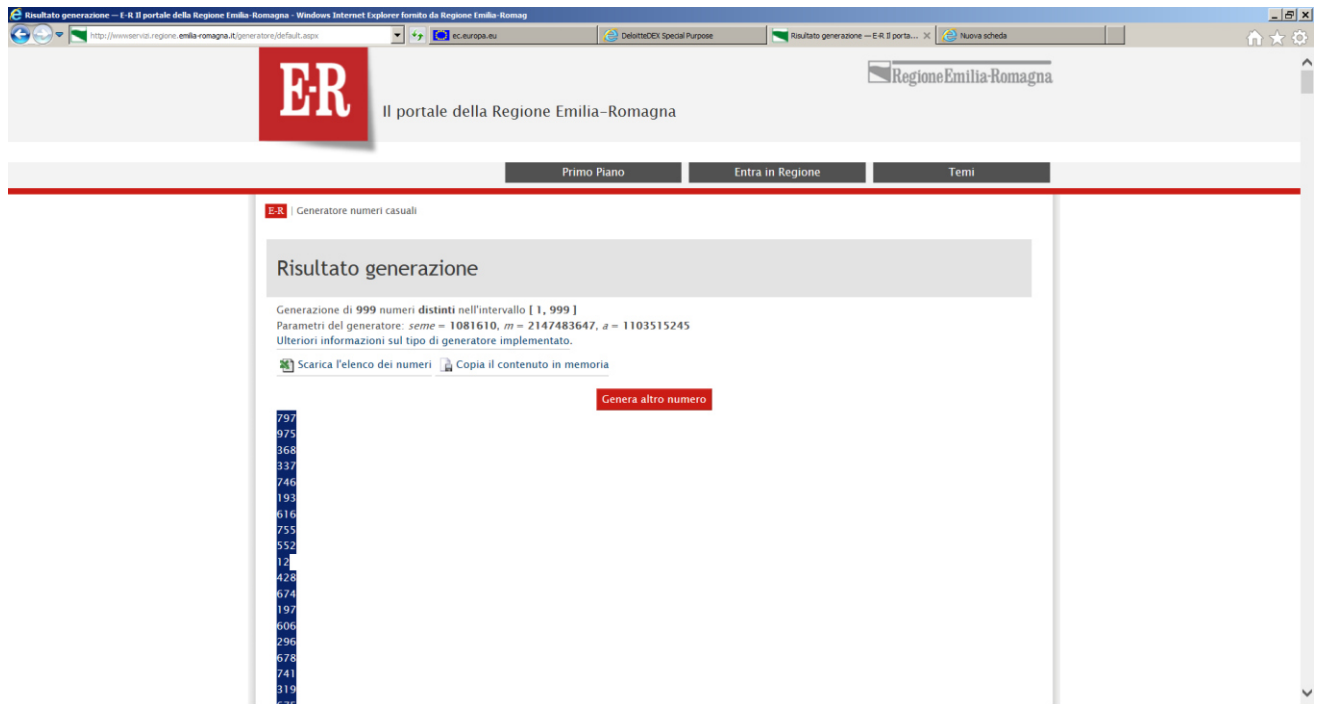 Risultato generazione — E-R Il portale della Regione Emilia-Romagna - Windows Internet Explorer fornito da Regione Emilia-Romag
http://wwwservizi.regione.emilia-romagna.it/generatore/default.aspx
ec.europa.eu
DeloitteDEX Special Purpose
Risultato generazione — E-R Il porta...
Nuova scheda
E-R
Il portale della Regione Emilia-Romagna
RegioneEmilia-Romagna
Primo Piano
Entra in Regione
Temi
E-R | Generatore numeri casuali
Risultato generazione
Generazione di 999 numeri distinti nell'intervallo [ 1, 999 ]
Parametri del generatore: seme = 1081610, m = 2147483647, a = 1103515245
Ulteriori informazioni sul tipo di generatore implementato.
Scarica l'elenco dei numeri Copia il contenuto in memoria
Genera altro numero
797
975
368
337
746
193
616
755
552
12
428
674
197
606
296
678
741
319